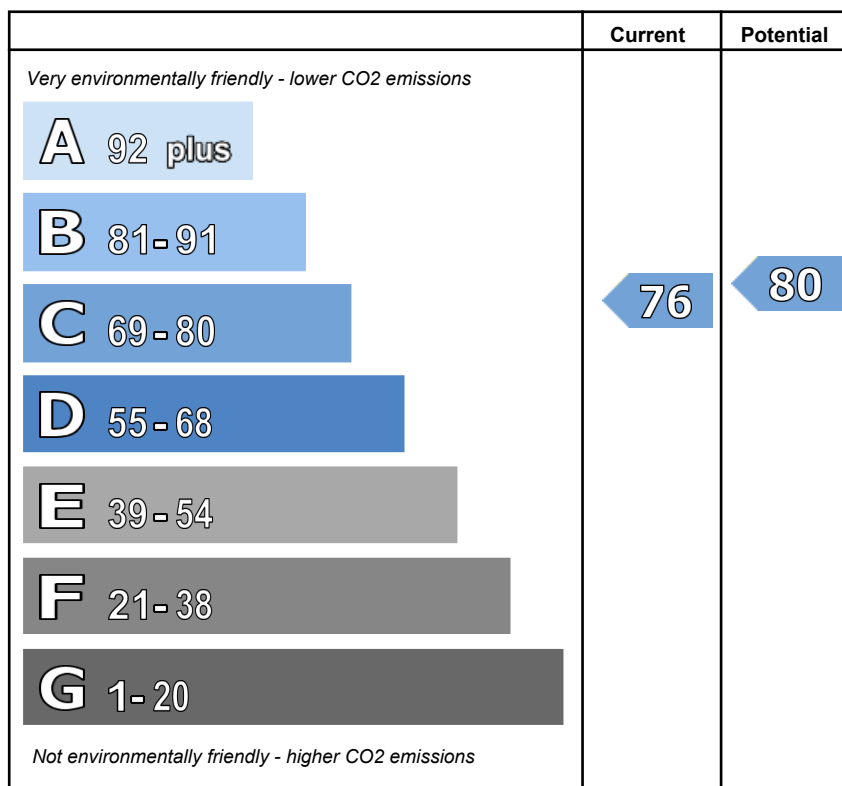 Current Potential
Very environmentally friendly - lower CO2 emissions
A 92 plus
B 81-91
C 69-80
76 80
D 55-68
E 39-54
F 21-38
G 1-20
Not environmentally friendly - higher CO2 emissions